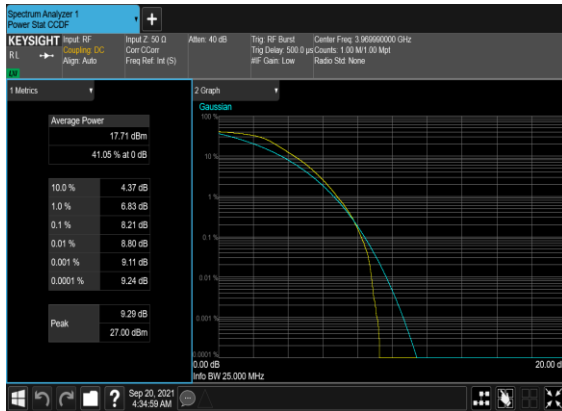 Spectrum Analyzer 1
Power Stat CCDF
+
KEYSIGHT
RL
Input: RF
Coupling: DC
Align: Auto
Input Z: 50 Ω
Corr CCorr
Freq Ref: Int (S)
Atten: 40 dB
Trig: RF Burst
Trig Delay: 500.0 µs
#IF Gain: Low
Center Freq: 3.969990000 GHz
Counts: 1.00 M/1.00 Mpt
Radio Std: None
1 Metrics
Average Power
17.71 dBm
41.05 % at 0 dB
10.0 % 4.37 dB
1.0 % 6.83 dB
0.1 % 8.21 dB
0.01 % 8.80 dB
0.001 % 9.11 dB
0.0001 % 9.24 dB
Peak
9.29 dB
27.00 dBm
2 Graph
Gaussian
100 %
10 %
1 %
0.1 %
0.01 %
0.001 %
0.0001 %
0.00 dB
20.00 d
Info BW 25.000 MHz
?
Sep 20, 2021
4:34:59 AM